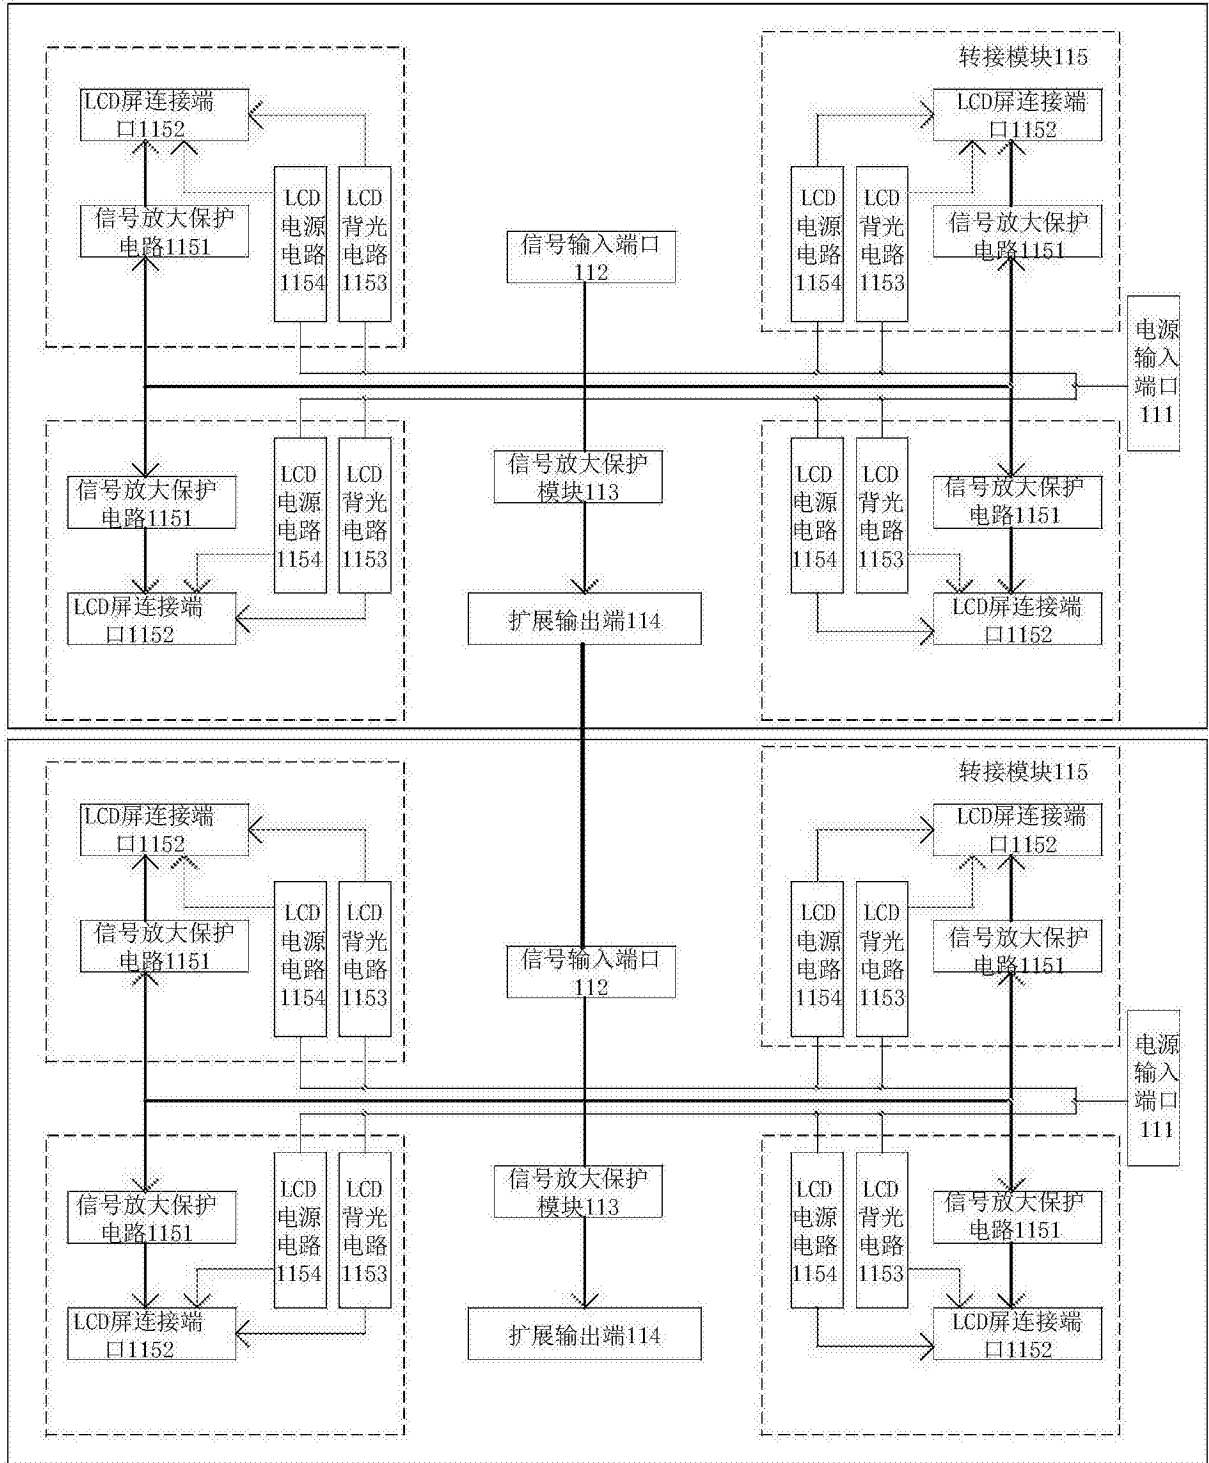 转接模块115
LCD屏连接端
口1152
LCD屏连接端
口1152
LCD
电源
电路
1154
LCD
背光
电路
1153
LCD
电源
电路
1154
LCD
背光
电路
1153
信号放大保护
电路1151
信号放大保护
电路1151
信号输入端口
112
电源
输入
端口
111
信号放大保护
电路1151
LCD
电源
电路
1154
LCD
背光
电路
1153
信号放大保护
模块113
LCD
电源
电路
1154
LCD
背光
电路
1153
信号放大保护
电路1151
LCD屏连接端
口1152
扩展输出端114
LCD屏连接端
口1152
转接模块115
LCD屏连接端
口1152
LCD屏连接端
口1152
LCD
电源
电路
1154
LCD
背光
电路
1153
LCD
电源
电路
1154
LCD
背光
电路
1153
信号放大保护
电路1151
信号放大保护
电路1151
信号输入端口
112
电源
输入
端口
111
信号放大保护
电路1151
LCD
电源
电路
1154
LCD
背光
电路
1153
信号放大保护
模块113
LCD
电源
电路
1154
LCD
背光
电路
1153
信号放大保护
电路1151
LCD屏连接端
口1152
扩展输出端114
LCD屏连接端
口1152